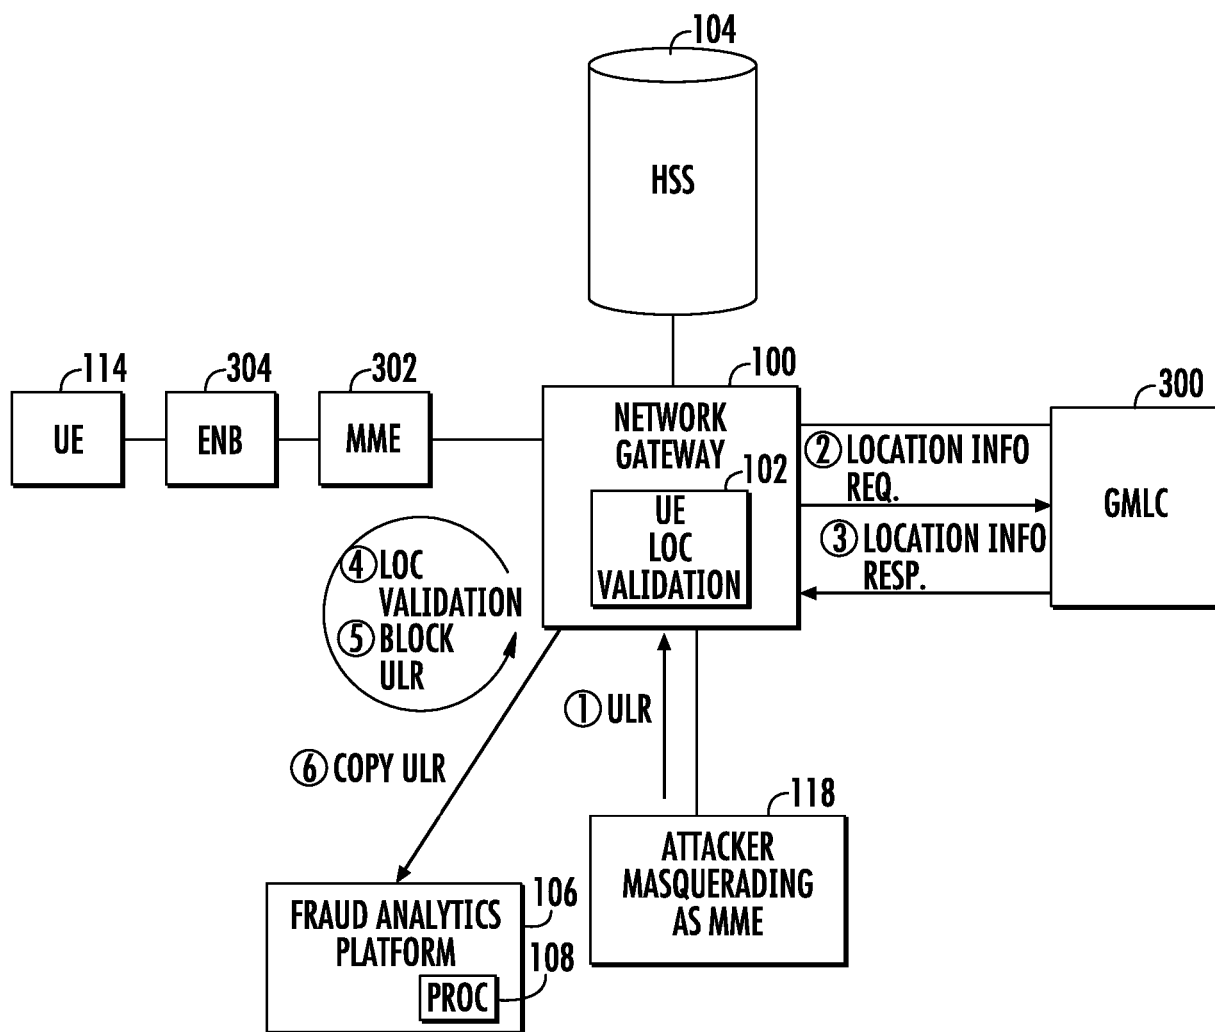 104
HSS
114
304
302
100
300
UE
ENB
MME
NETWORK
GATEWAY
102
UE
LOC
VALIDATION
② LOCATION INFO
REQ.
③ LOCATION INFO
RESP.
GMLC
④ LOC
VALIDATION
⑤ BLOCK
ULR
① ULR
⑥ COPY ULR
118
ATTACKER
MASQUERADING
AS MME
106
FRAUD ANALYTICS
PLATFORM
108
PROC